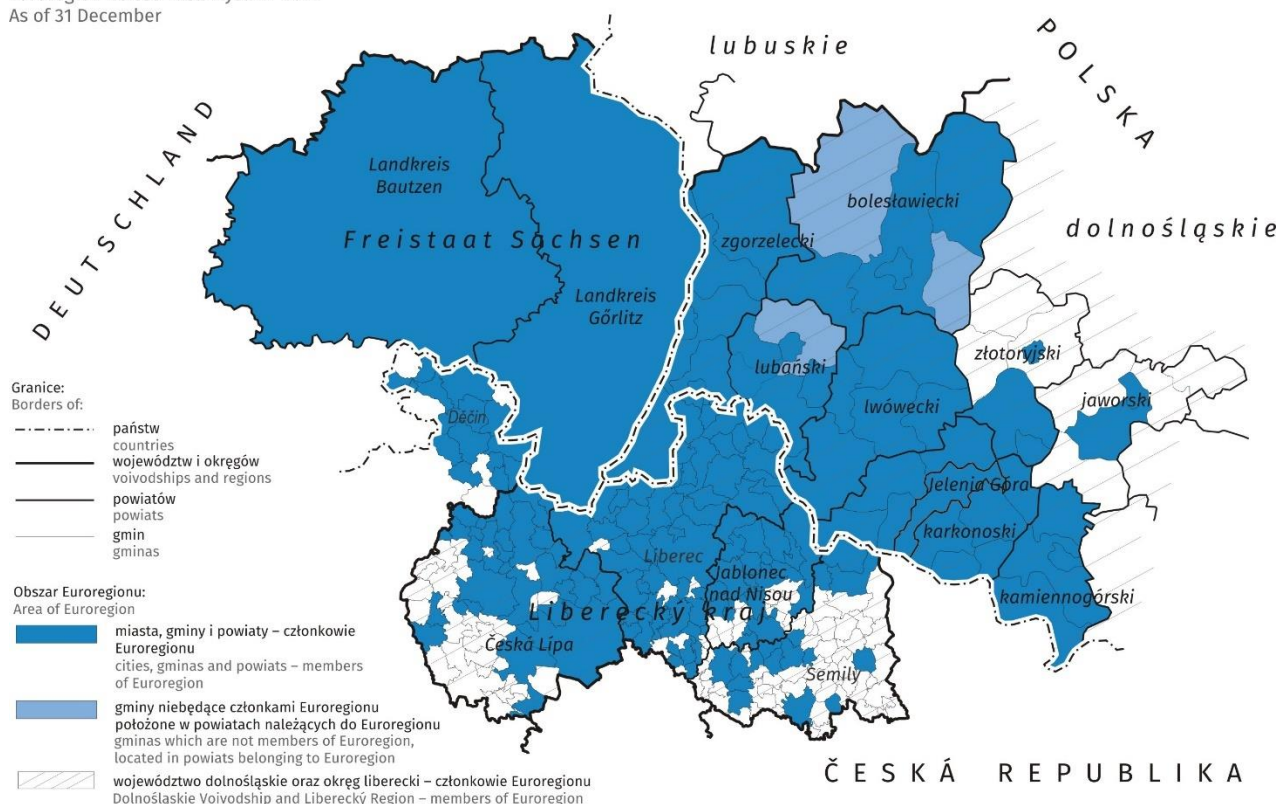 As of 31 December
lubuskie
POLSKA
DEUTSCHLAND
Landkreis
Bautzen
bolesławiecki
Freistaat Sachsen
zgorzelecki
dolnośląskie
Landkreis
Gőrlitz
złotoryjski
lubański
lwówecki
jaworski
Děčín
Jelenia Góra
karkonoski
Liberec
Jablonec
nad Nisou
kamiennogórski
Liberecký kraj
Česká Lípa
Semily
ČESKÁ REPUBLIKA
Granice:
Borders of:
państw
countries
województw i okręgów
voivodships and regions
powiatów
powiats
gmin
gminas
Obszar Euroregionu:
Area of Euroregion
miasta, gminy i powiaty – członkowie
Euroregionu
cities, gminas and powiats – members
of Euroregion
gminy niebędące członkami Euroregionu
położone w powiatach należących do Euroregionu
gminas which are not members of Euroregion,
located in powiats belonging to Euroregion
województwo dolnośląskie oraz okręg liberecki – członkowie Euroregionu
Dolnośląskie Voivodship and Liberecký Region – members of Euroregion